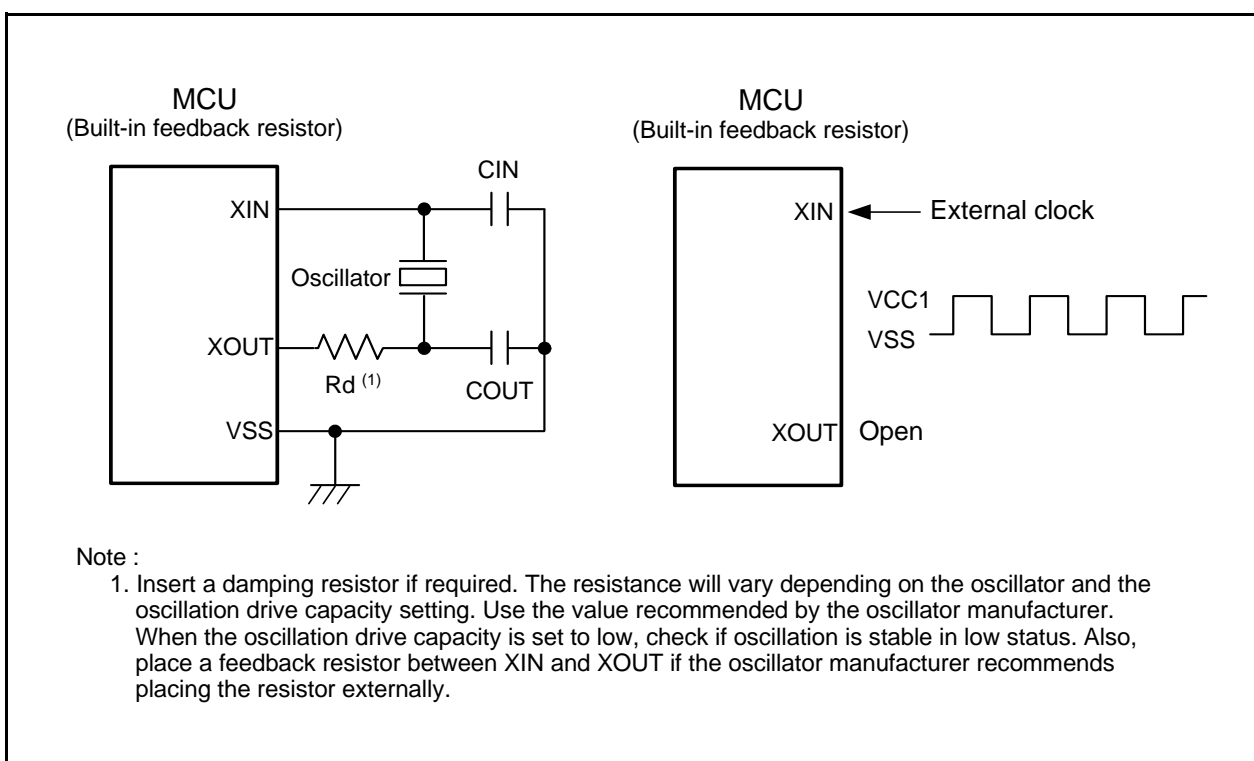 MCU
(Built-in feedback resistor)
CIN
XIN
Oscillator
XOUT
Rd (1)
COUT
VSS
MCU
(Built-in feedback resistor)
XIN
External clock
VCC1
VSS
XOUT
Open
Note :
1. Insert a damping resistor if required. The resistance will vary depending on the oscillator and the
oscillation drive capacity setting. Use the value recommended by the oscillator manufacturer.
When the oscillation drive capacity is set to low, check if oscillation is stable in low status. Also,
place a feedback resistor between XIN and XOUT if the oscillator manufacturer recommends
placing the resistor externally.